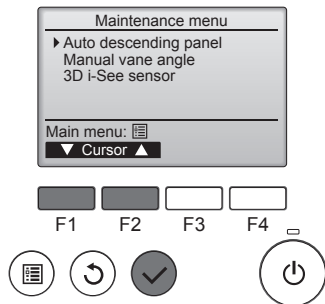 Maintenance menu
Auto descending panel
Manual vane angle
3D i-See sensor
Main menu:
▼ Cursor ▲
F1 F2 F3 F4